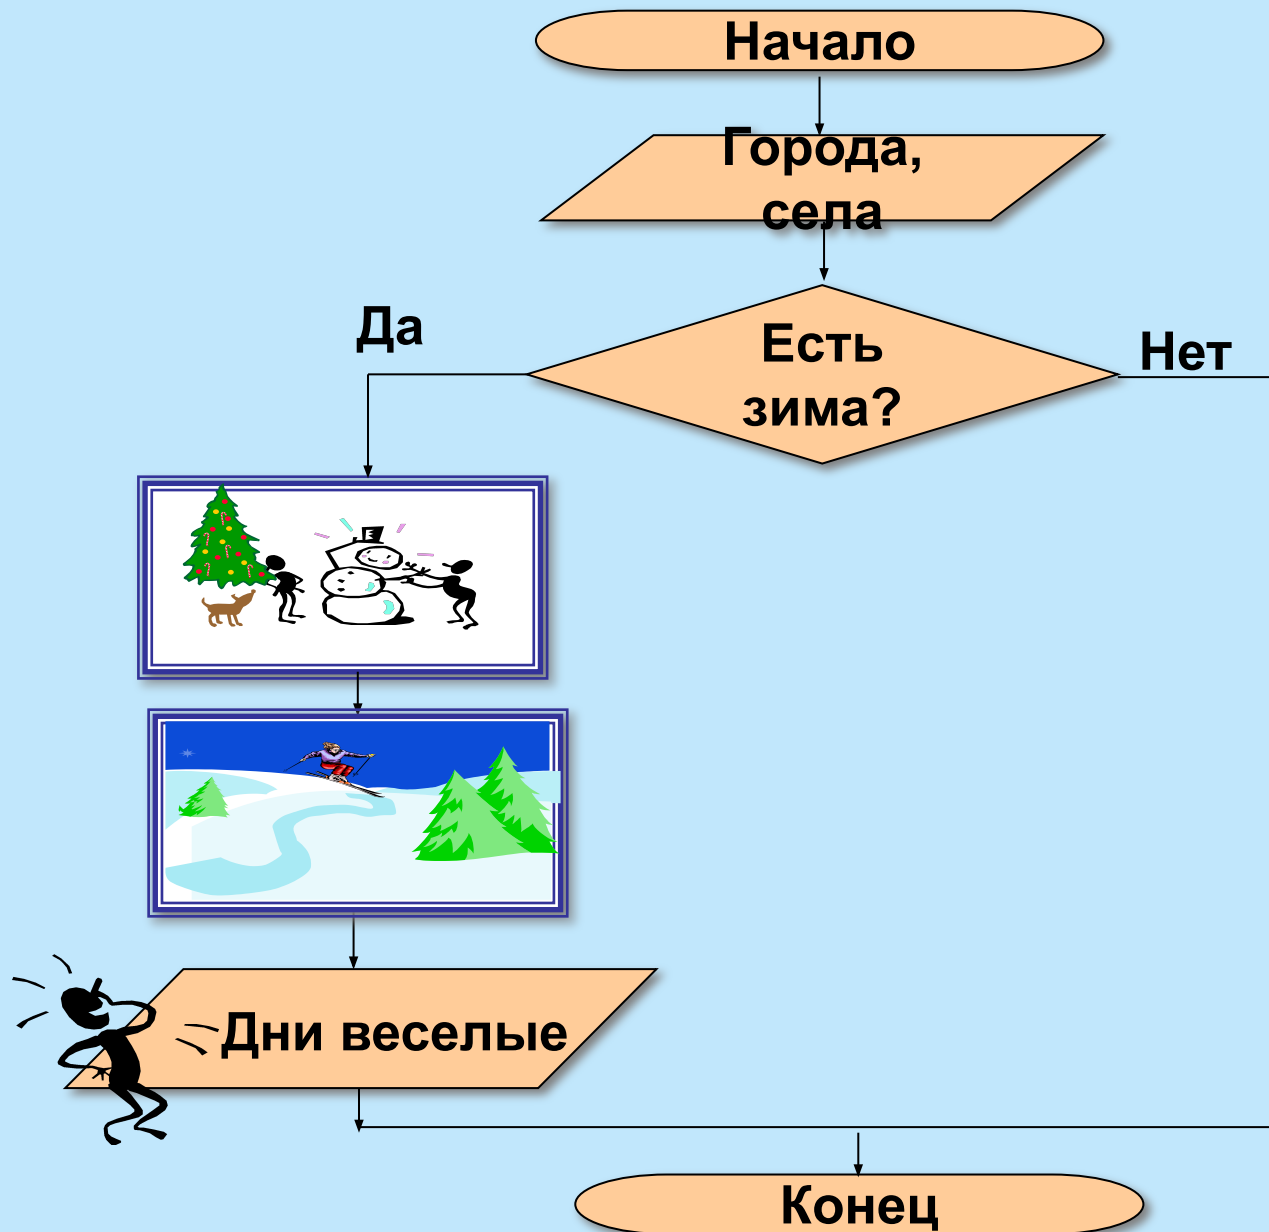 Начало
Города,
села
Да
Есть
зима?
Нет
Дни веселые
Конец